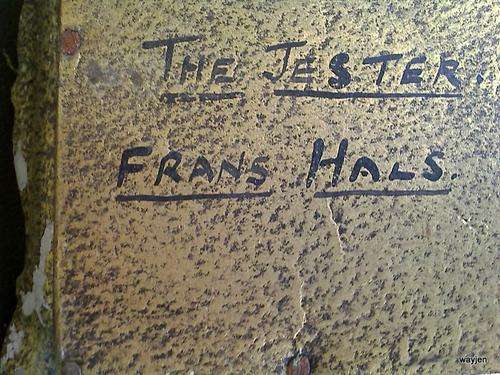 THE JESTER.
FRANS HALS.
wayjen